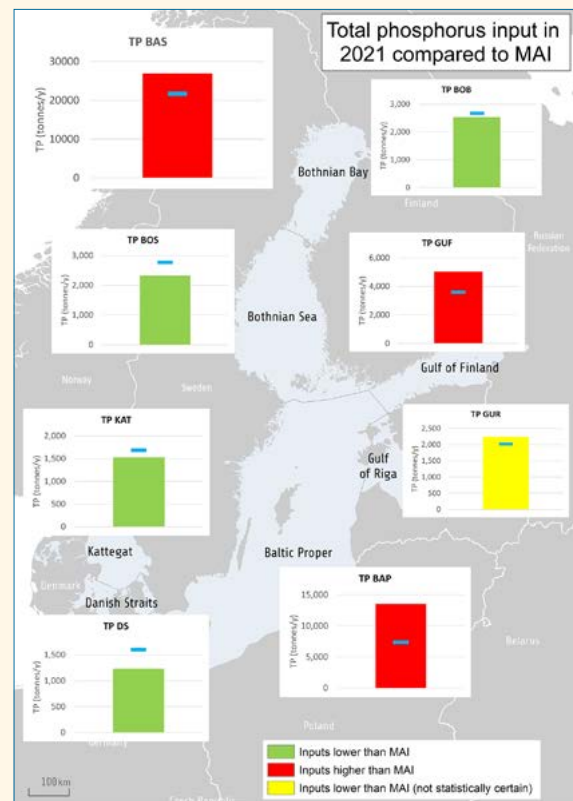 Total phosphorus input in
2021 compared to MAI
TP BAS
TP (tonnes/y)
30000
20000
10000
0
TP BOB
TP (tonnes/y)
3,000
2,000
1,000
0
Bothnian Bay
Finland
Russian
Federation
TP BOS
TP (tonnes/y)
3,000
2,000
1,000
0
TP GUF
TP (tonnes/y)
6,000
4,000
2,000
0
Bothnian Sea
Gulf of Finland
Norway
Sweden
TP KAT
TP (tonnes/y)
2,000
1,500
1,000
500
0
TP GUR
TP (tonnes/y)
2,500
2,000
1,500
1,000
500
0
Gulf
of Riga
Kattegat
Baltic Proper
Denmark
Danish Straits
TP DS
TP (tonnes/y)
1,500
1,000
500
0
TP BAP
TP (tonnes/y)
15,000
10,000
5,000
0
Belarus
Poland
Germany
Inputs lower than MAI
Inputs higher than MAI
Inputs lower than MAI (not statistically certain)
100 km
Czech Republic